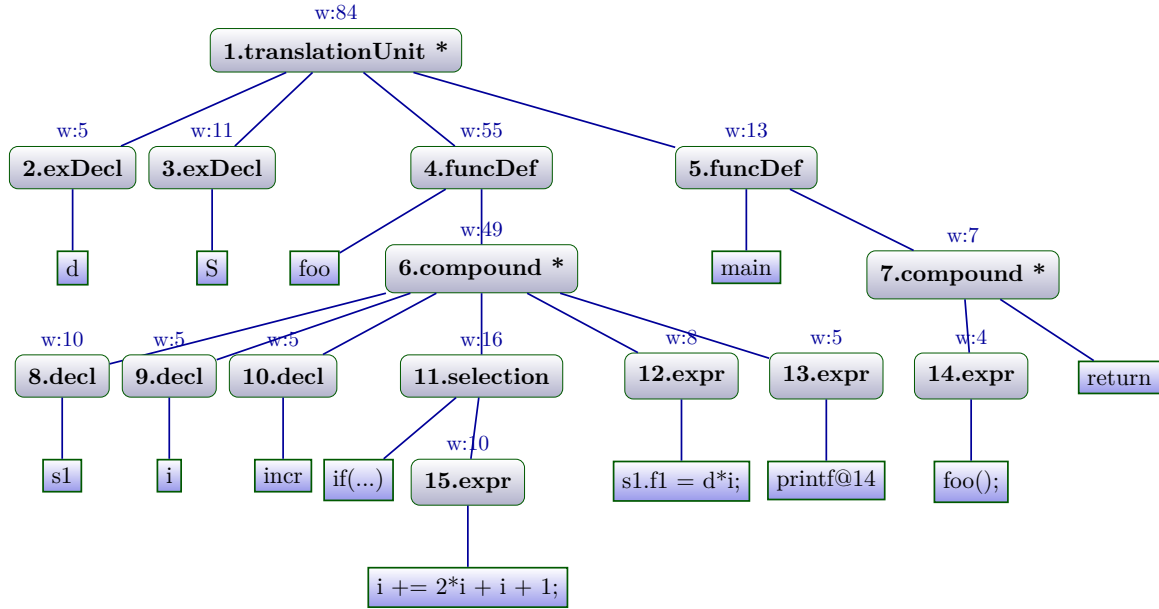 w:84
1.translationUnit *
w:5
w:11
w:55
w:13
2.exDecl
3.exDecl
4.funcDef
5.funcDef
w:49
w:7
d
S
foo
6.compound *
main
7.compound *
w:10
w:5
w:5
w:16
w:8
w:5
w:4
8.decl
9.decl
10.decl
11.selection
12.expr
13.expr
14.expr
return
w:10
s1
i
incr
if(...)
15.expr
s1.f1 = d*i;
printf@14
foo();
i += 2*i + i + 1;